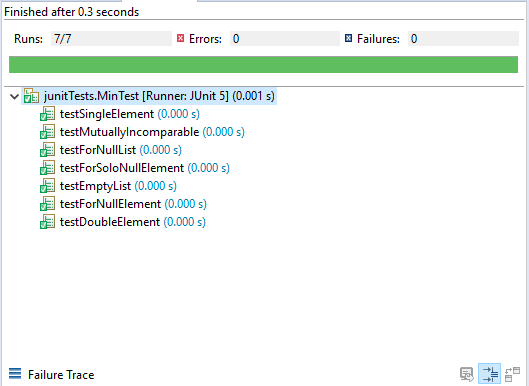 Finished after 0.3 seconds
Runs: 7/7 Errors: 0 Failures: 0
junitTests.MinTest [Runner: JUnit 5] (0.001 s)
testSingleElement (0.000 s)
testMutuallyIncomparable (0.000 s)
testForNullList (0.000 s)
testForSoloNullElement (0.000 s)
testEmptyList (0.000 s)
testForNullElement (0.000 s)
testDoubleElement (0.000 s)
Failure Trace